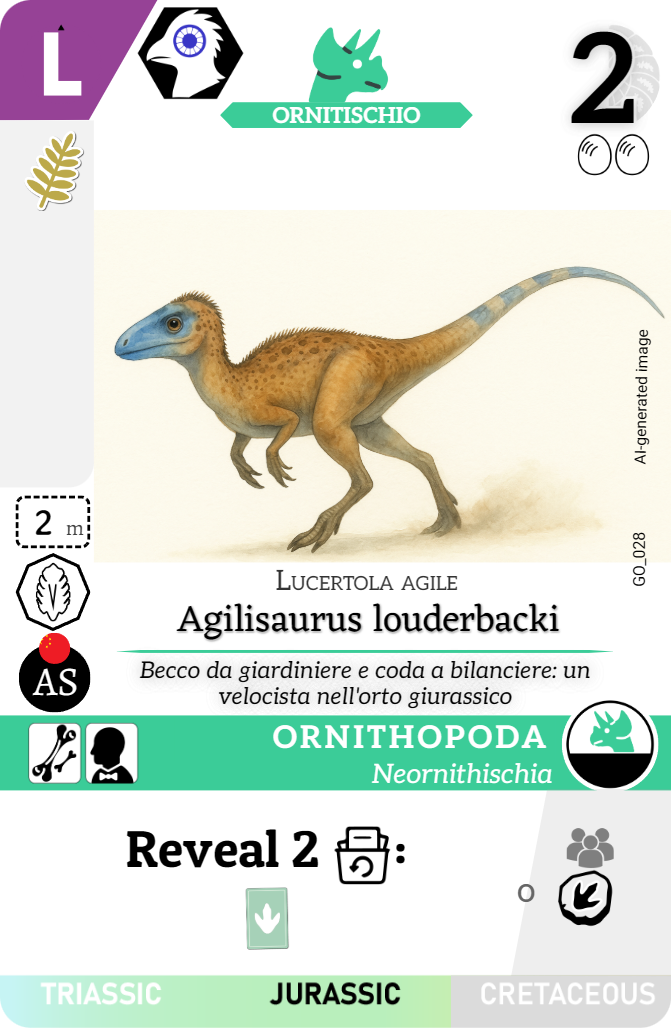 L
ORNITISCHIO
2
AI-generated image
GO_028
2 m
AS
Lucertola agile
Agilisaurus louderbacki
Becco da giardiniere e coda a bilanciere: un
velocista nell'orto giurassico
ORNITHOPODA
Neornithischia
Reveal 2 :
O
TRIASSIC JURASSIC CRETACEOUS